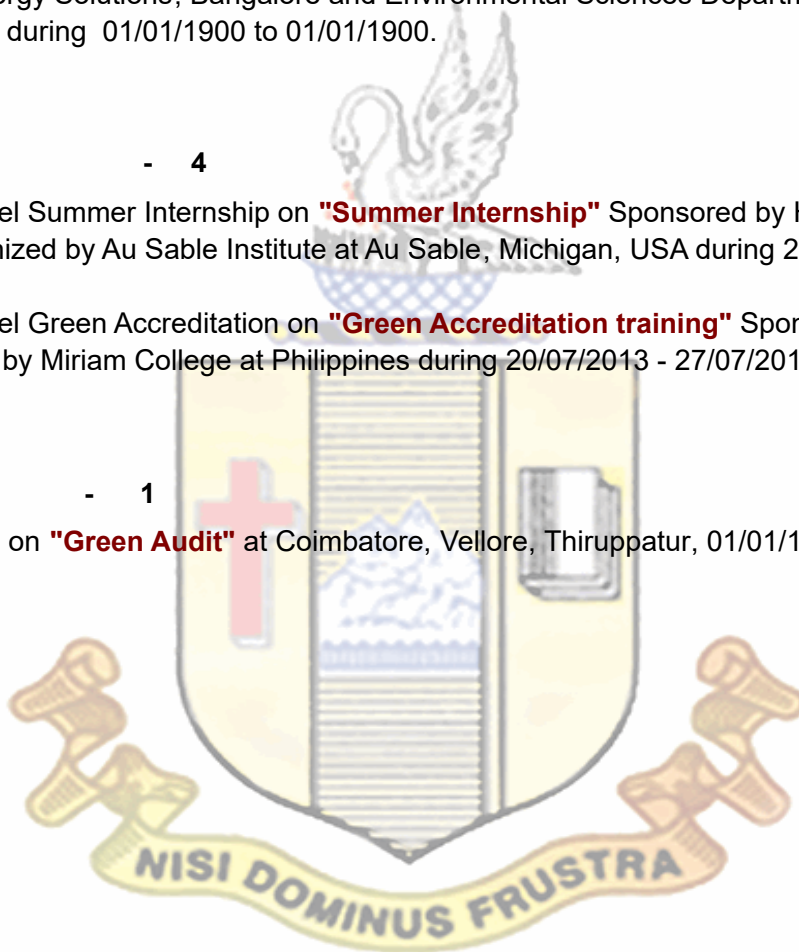 ergy Solutions, Bangalore and Environmental Sciences Departm
during 01/01/1900 to 01/01/1900.
- 4
el Summer Internship on "Summer Internship" Sponsored by H
nized by Au Sable Institute at Au Sable, Michigan, USA during 2
el Green Accreditation on "Green Accreditation training" Spon
by Miriam College at Philippines during 20/07/2013 - 27/07/201
- 1
on "Green Audit" at Coimbatore, Vellore, Thiruppatur, 01/01/1
NISI DOMINUS FRUSTRA